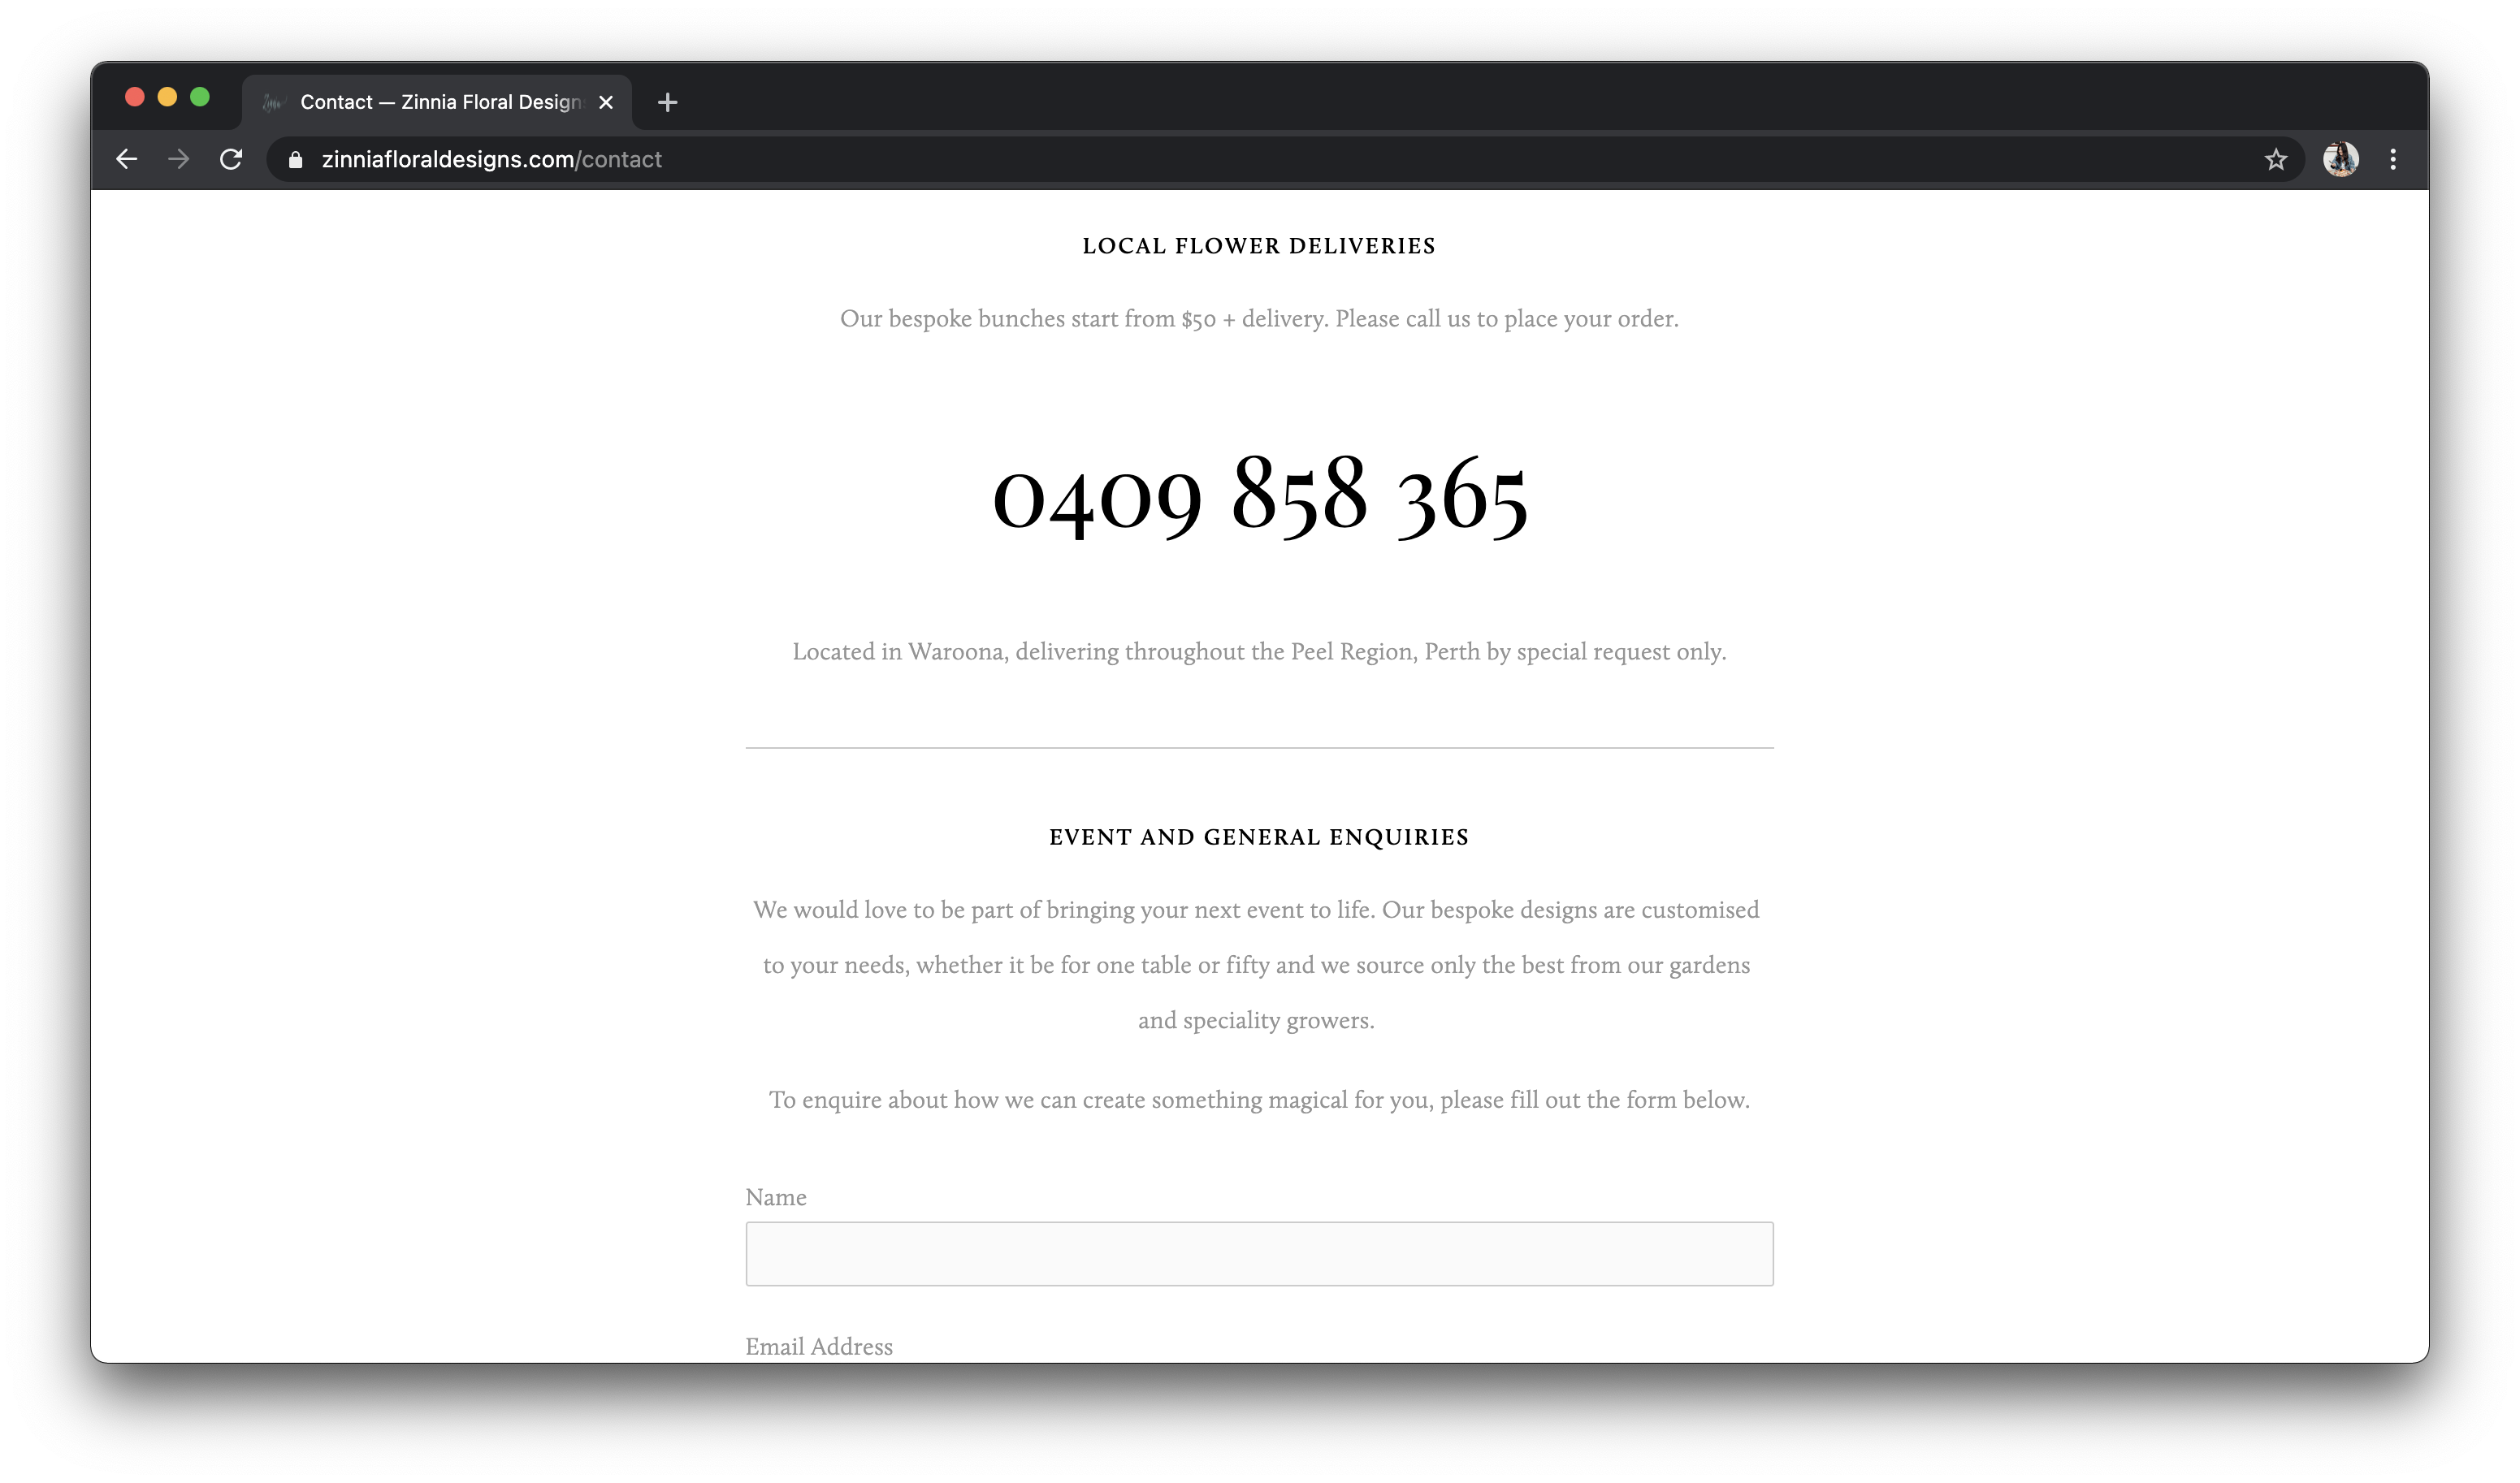 Contact — Zinnia Floral Design
zinniafloraldesigns.com/contact
LOCAL FLOWER DELIVERIES
Our bespoke bunches start from $50 + delivery. Please call us to place your order.
0409 858 365
Located in Waroona, delivering throughout the Peel Region, Perth by special request only.
EVENT AND GENERAL ENQUIRIES
We would love to be part of bringing your next event to life. Our bespoke designs are customised
to your needs, whether it be for one table or fifty and we source only the best from our gardens
and speciality growers.
To enquire about how we can create something magical for you, please fill out the form below.
Name
Email Address